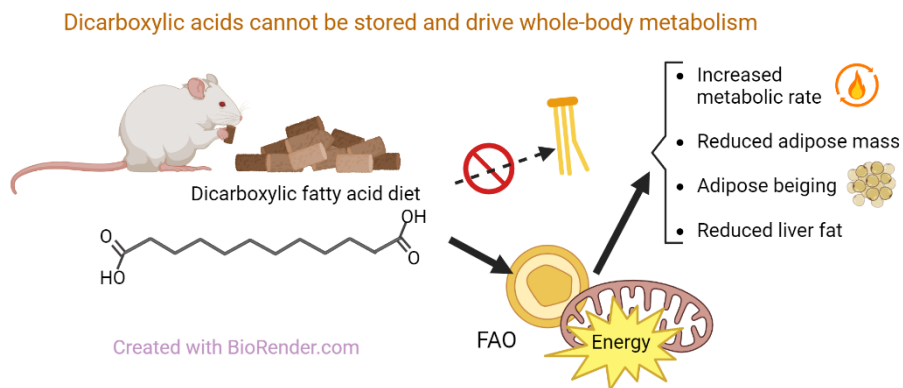 Dicarboxylic acids cannot be stored and drive whole-body metabolism
Dicarboxylic fatty acid diet
O
HO
OH
O
FAO
Energy
• Increased
metabolic rate
• Reduced adipose mass
• Adipose beiging
• Reduced liver fat
Created with BioRender.com